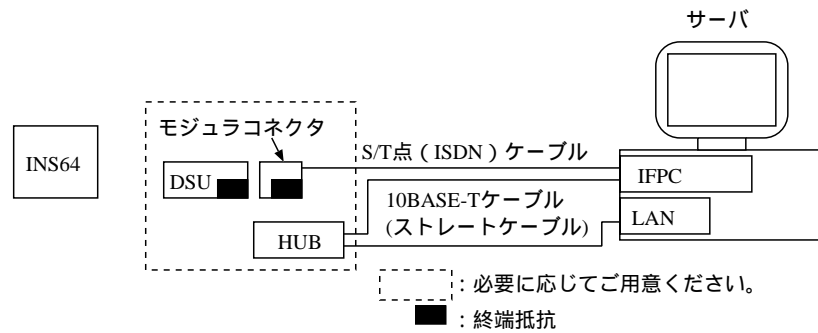 サーバ
モジュラコネクタ
INS64
DSU
S/T点（ISDN）ケーブル
IFPC
10BASE-Tケーブル
(ストレートケーブル)
LAN
HUB
：必要に応じてご用意ください。
：終端抵抗